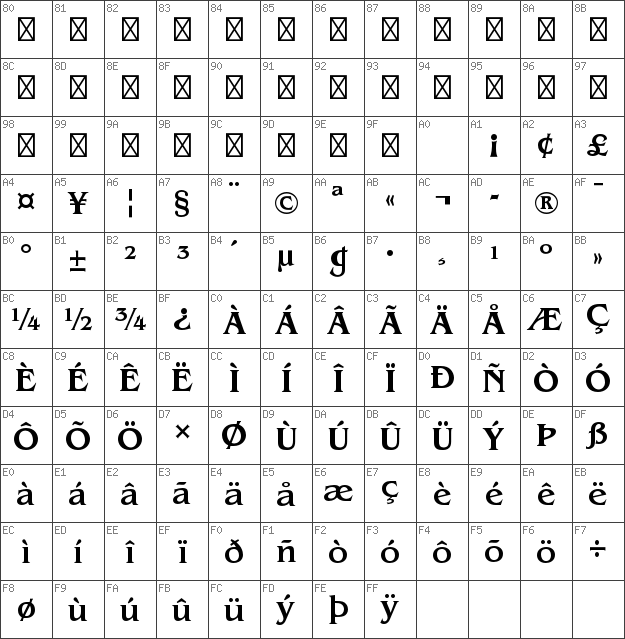 80 81 82 83 84 85 86 87 88 89 8A 8B
8C 8D 8E 8F 90 91 92 93 94 95 96 97
98 99 9A 9B 9C 9D 9E 9F A0 A1 A2 A3
¡ ¢ £
A4 A5 A6 A7 A8 A9 AA AB AC AD AE AF
¤ ¥ ¦ § ¨ © ª « ¬ - ® ¯
B0 B1 B2 B3 B4 B5 B6 B7 B8 B9 BA BB
° ± ² ³ ´ µ ¶ · ¸ ¹ º »
BC BD BE BF C0 C1 C2 C3 C4 C5 C6 C7
¼ ½ ¾ ¿ À Á Â Ã Ä Å Æ Ç
C8 C9 CA CB CC CD CE CF D0 D1 D2 D3
È É Ê Ë Ì Í Î Ï Ð Ñ Ò Ó
D4 D5 D6 D7 D8 D9 DA DB DC DD DE DF
Ô Õ Ö × Ø Ù Ú Û Ü Ý Þ ß
E0 E1 E2 E3 E4 E5 E6 E7 E8 E9 EA EB
à á â ã ä å æ ç è é ê ë
EC ED EE EF F0 F1 F2 F3 F4 F5 F6 F7
ì í î ï ð ñ ò ó ô õ ö ÷
F8 F9 FA FB FC FD FE FF
ø ù ú û ü ý þ ÿ